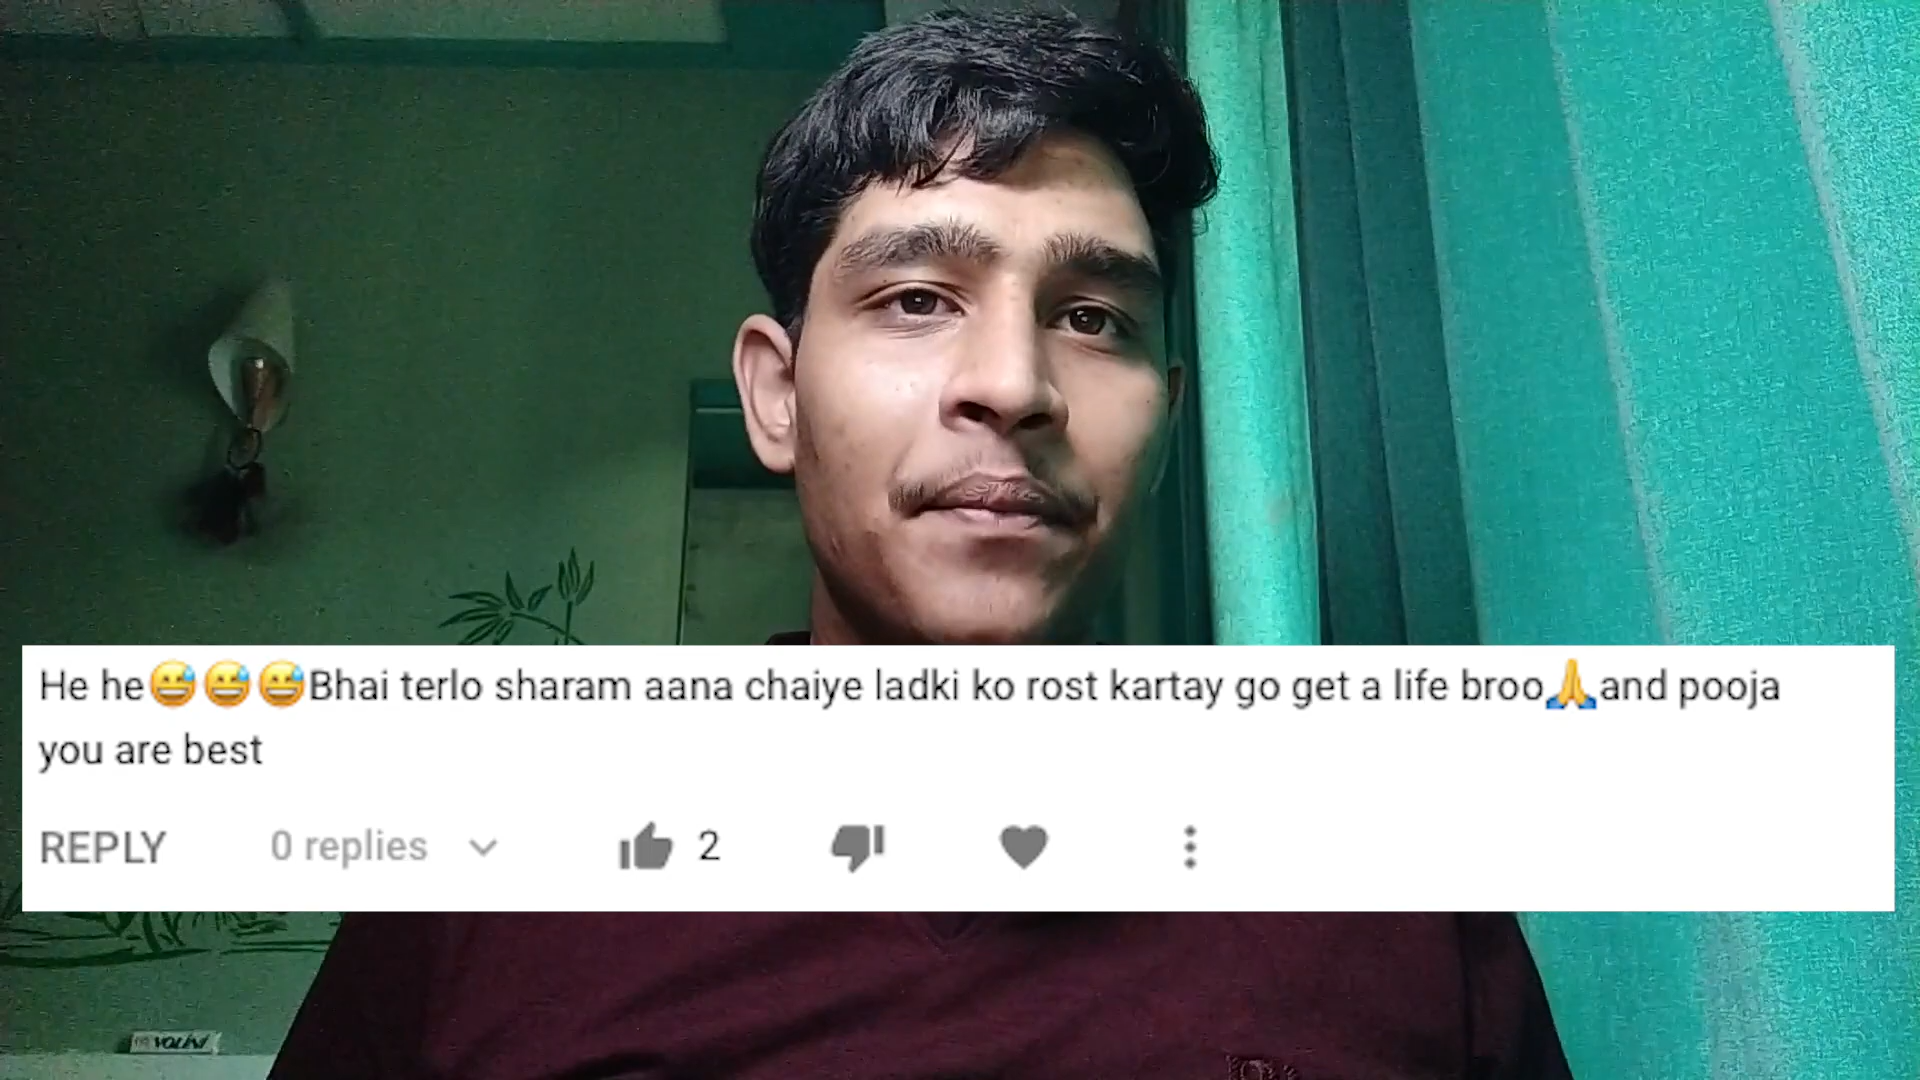 He he😅😅😅Bhai terlo sharam aana chaiye ladki ko rost kartay go get a life broo🙏and pooja
you are best
REPLY 0 replies 2
VOLINI